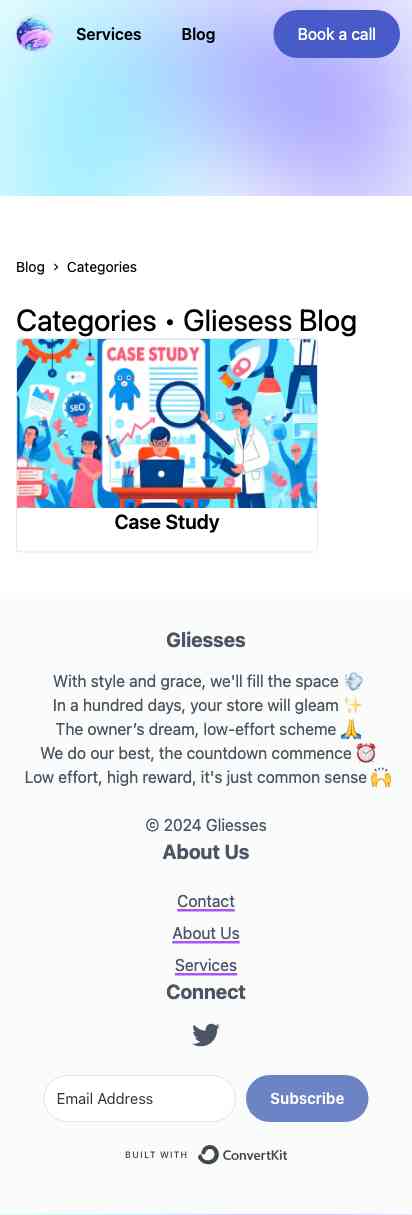 Services Blog Book a call
Blog › Categories
Categories • Gliesess Blog
CASE STUDY
SEO
Case Study
Gliesses
With style and grace, we'll fill the space 💨
In a hundred days, your store will gleam ✨
The owner’s dream, low-effort scheme 🙏
We do our best, the countdown commence ⏰
Low effort, high reward, it's just common sense 🙌
© 2024 Gliesses
About Us
Contact
About Us
Services
Connect
Email Address Subscribe
BUILT WITH ConvertKit